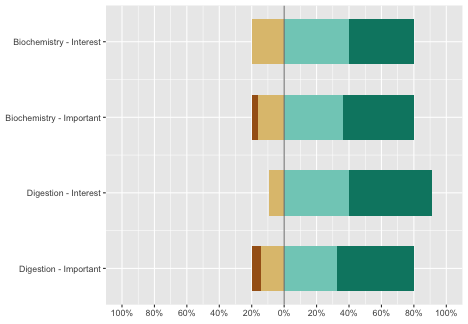 Biochemistry - Interest
Biochemistry - Important
Digestion - Interest
Digestion - Important
100% 80% 60% 40% 20% 0% 20% 40% 60% 80% 100%